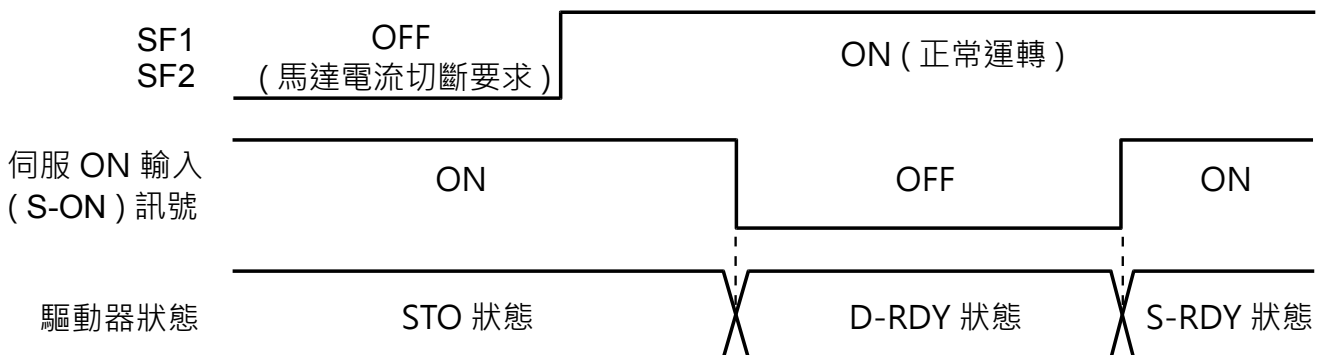 SF1
SF2
OFF
( 馬達電流切斷要求 )
ON ( 正常運轉 )
伺服 ON 輸入
( S-ON ) 訊號
ON
OFF
ON
驅動器狀態
STO 狀態
D-RDY 狀態
S-RDY 狀態